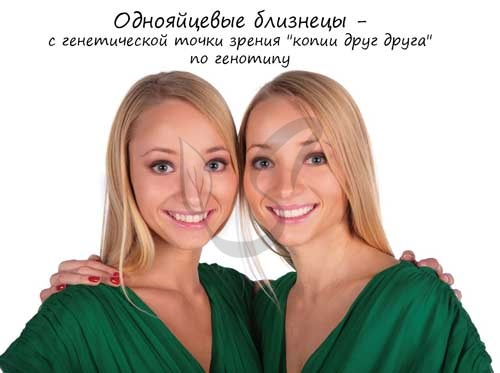 Однояйцевые близнецы -
с генетической точки зрения "копии друг друга"
по генотипу